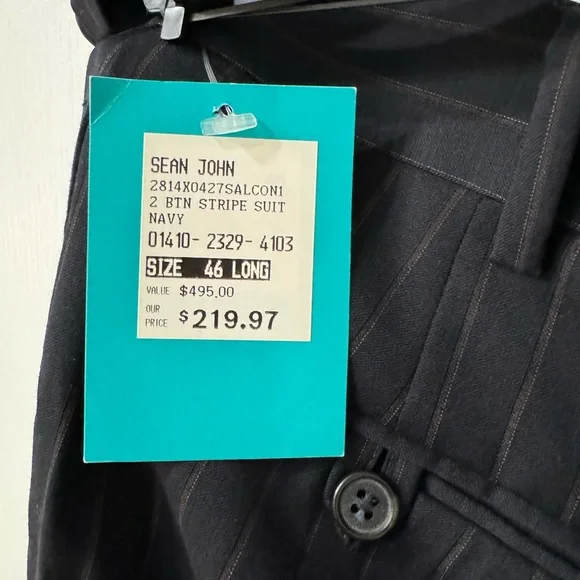 SEAN JOHN
2814X0427SALCON1
2 BTN STRIPE SUIT
NAVY
01410- 2329- 4103
SIZE 46 LONG
VALUE $495.00
OUR PRICE $219.97